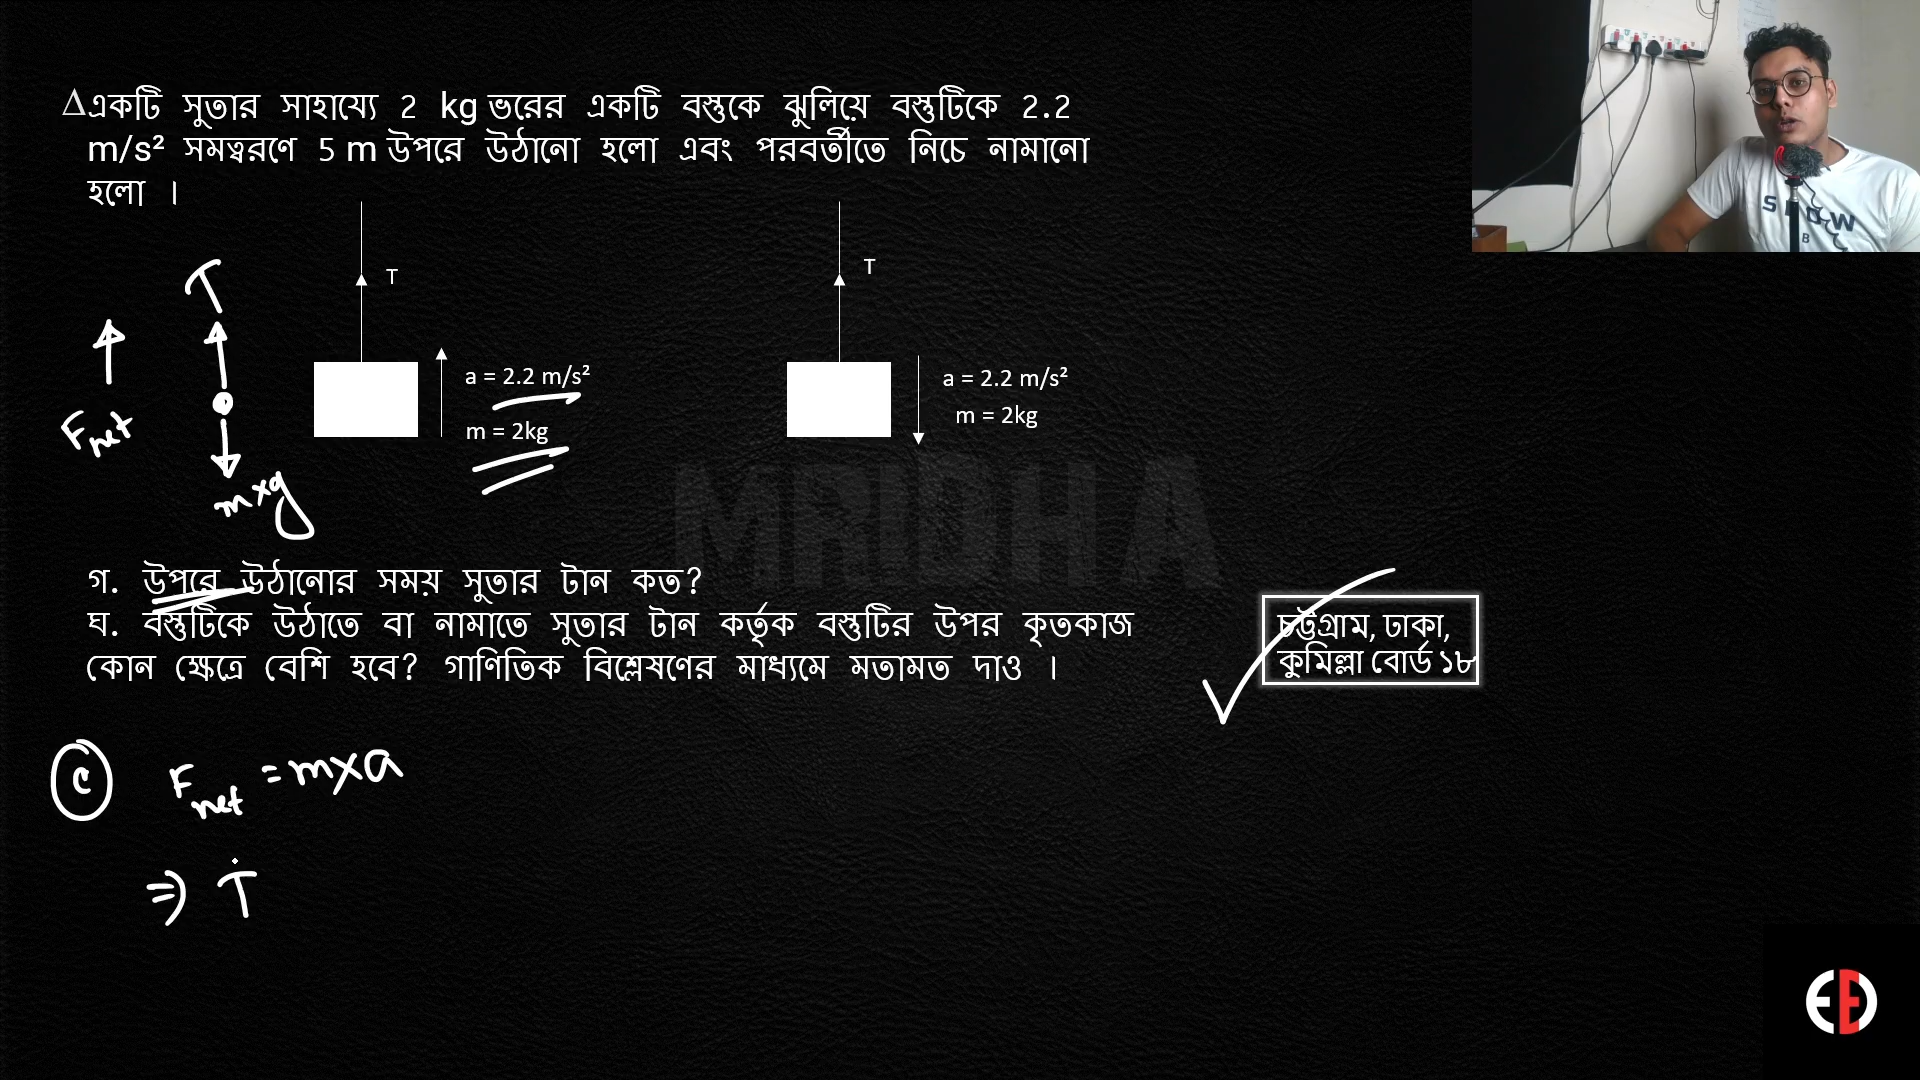 Δ একটি সুতার সাহায্যে 2 kg ভরের একটি বস্তুকে ঝুলিয়ে বস্তুটিকে 2.2
m/s² সমত্বরণে 5 m উপরে উঠানো হলো এবং পরবর্তীতে নিচে নামানো
হলো ।
T
T
T
a = 2.2 m/s²
m = 2kg
a = 2.2 m/s²
m = 2kg
Fnet
m×g
MRIDHA
গ. উপরে উঠানোর সময় সুতার টান কত?
ঘ. বস্তুটিকে উঠাতে বা নামাতে সুতার টান কর্তৃক বস্তুটির উপর কৃতকাজ
কোন ক্ষেত্রে বেশি হবে? গাণিতিক বিশ্লেষণের মাধ্যমে মতামত দাও ।
চট্টগ্রাম, ঢাকা,
কুমিল্লা বোর্ড ১৮
c Fnet = m×a
⇒ T